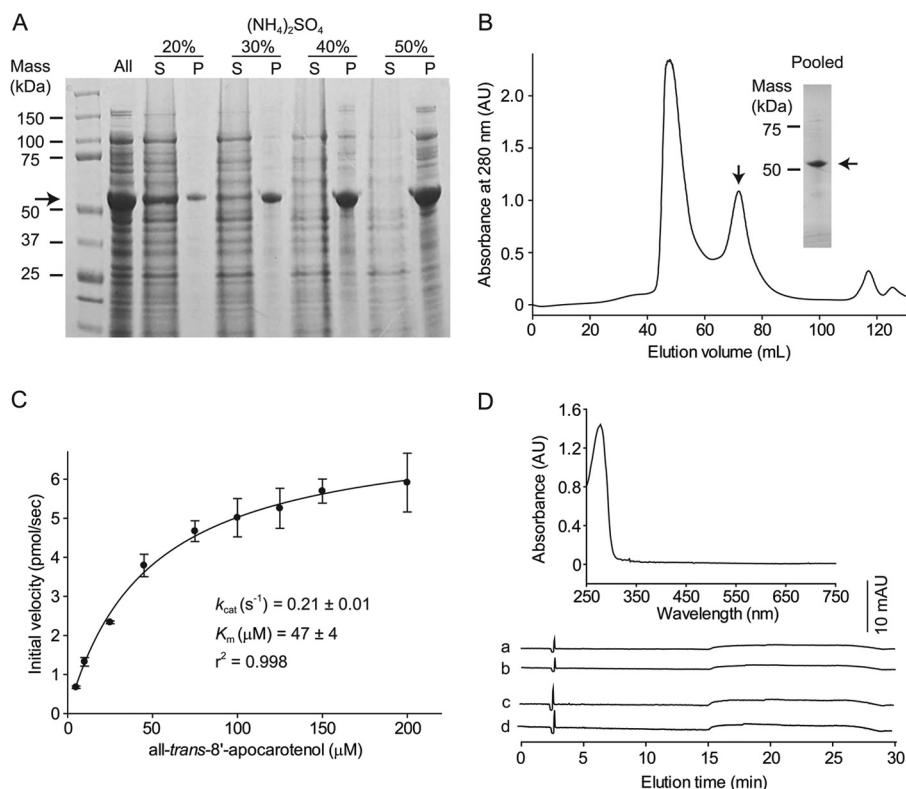 A
(NH4)2SO4
20% 30% 40% 50%
Mass (kDa) All S P S P S P S P
150
100
75
50
37
25
B
Absorbance at 280 nm (AU)
2.0
1.5
1.0
0.5
0
0 20 40 60 80 100 120
Elution volume (mL)
Pooled
Mass (kDa)
75
50
C
Initial velocity (pmol/sec)
6
5
4
3
2
1
0
kcat (s-1) = 0.21 ± 0.01
Km (μM) = 47 ± 4
r2 = 0.998
0 50 100 150 200
all-trans-8'-apocarotenol (μM)
D
Absorbance (AU)
1.6
1.2
0.8
0.4
0
250 350 450 550 650 750
Wavelength (nm)
10 mAU
a
b
c
d
0 5 10 15 20 25 30
Elution time (min)